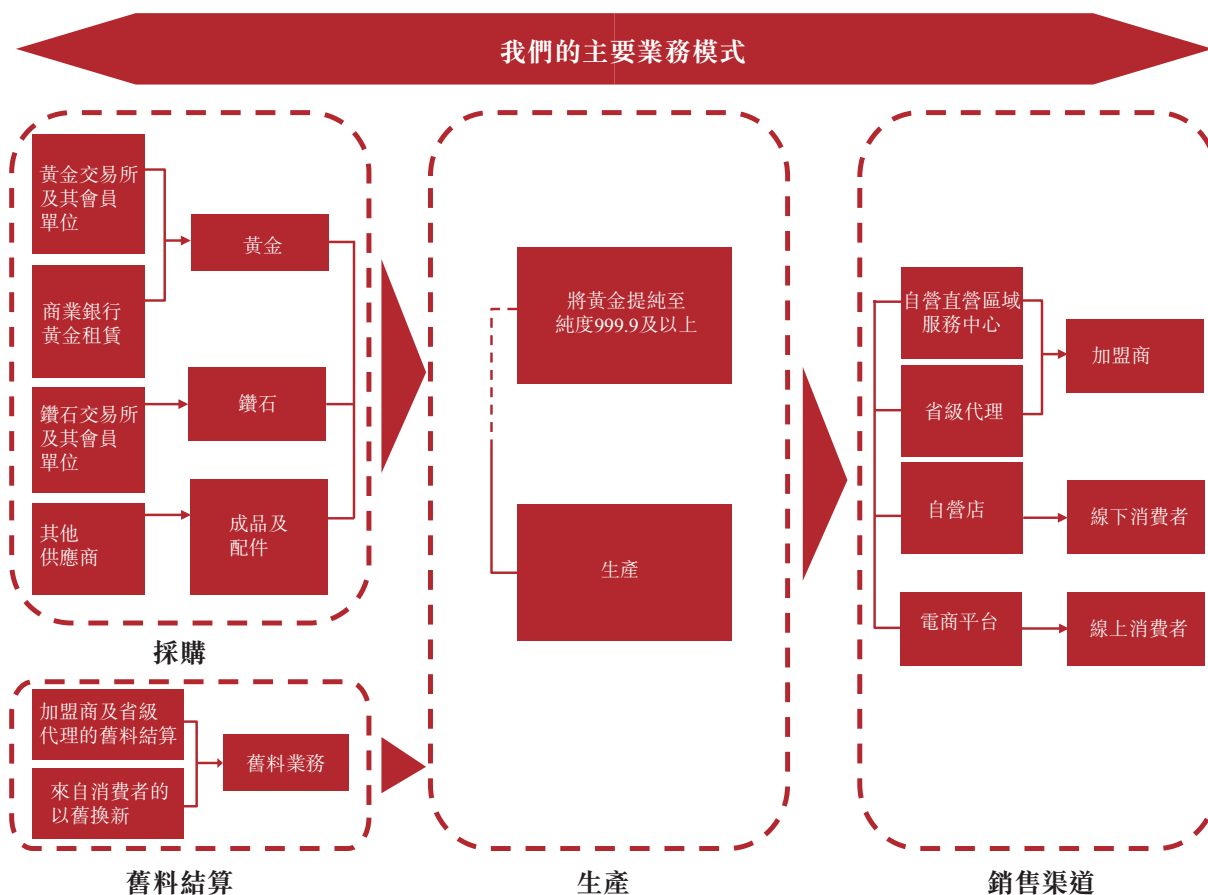 我們的主要業務模式
黃金交易所
及其會員
單位
商業銀行
黃金租賃
黃金
鑽石交易所
及其會員
單位
鑽石
其他
供應商
成品及
配件
採購
加盟商及省級
代理的舊料結算
來自消費者的
以舊換新
舊料業務
舊料結算
將黃金提純至
純度999.9及以上
生產
生產
自營直營區域
服務中心
省級代理
加盟商
自營店
線下消費者
電商平台
線上消費者
銷售渠道